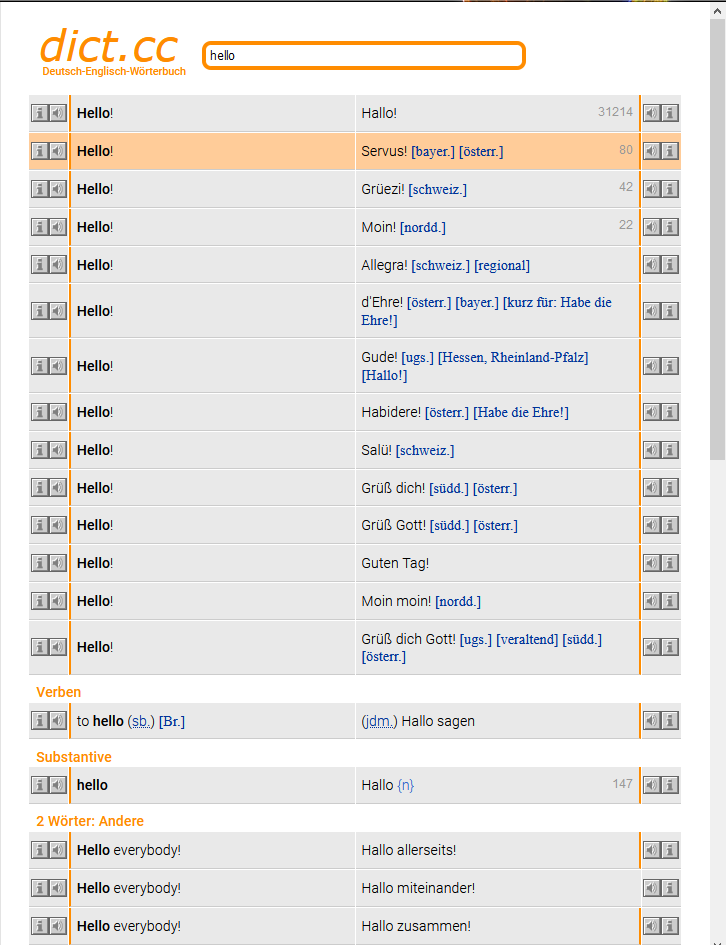 dict.cc
Deutsch-Englisch-Wörterbuch
hello
Hello! Hallo! 31214
Hello! Servus! [bayer.] [österr.] 80
Hello! Grüezi! [schweiz.] 42
Hello! Moin! [nordd.] 22
Hello! Allegra! [schweiz.] [regional]
Hello! d'Ehre! [österr.] [bayer.] [kurz für: Habe die
Ehre!]
Hello! Gude! [ugs.] [Hessen, Rheinland-Pfalz]
[Hallo!]
Hello! Habidere! [österr.] [Habe die Ehre!]
Hello! Salü! [schweiz.]
Hello! Grüß dich! [südd.] [österr.]
Hello! Grüß Gott! [südd.] [österr.]
Hello! Guten Tag!
Hello! Moin moin! [nordd.]
Hello! Grüß dich Gott! [ugs.] [veraltend] [südd.]
[österr.]
Verben
to hello (sb.) [Br.] (jdm.) Hallo sagen
Substantive
hello Hallo {n} 147
2 Wörter: Andere
Hello everybody! Hallo allerseits!
Hello everybody! Hallo miteinander!
Hello everybody! Hallo zusammen!